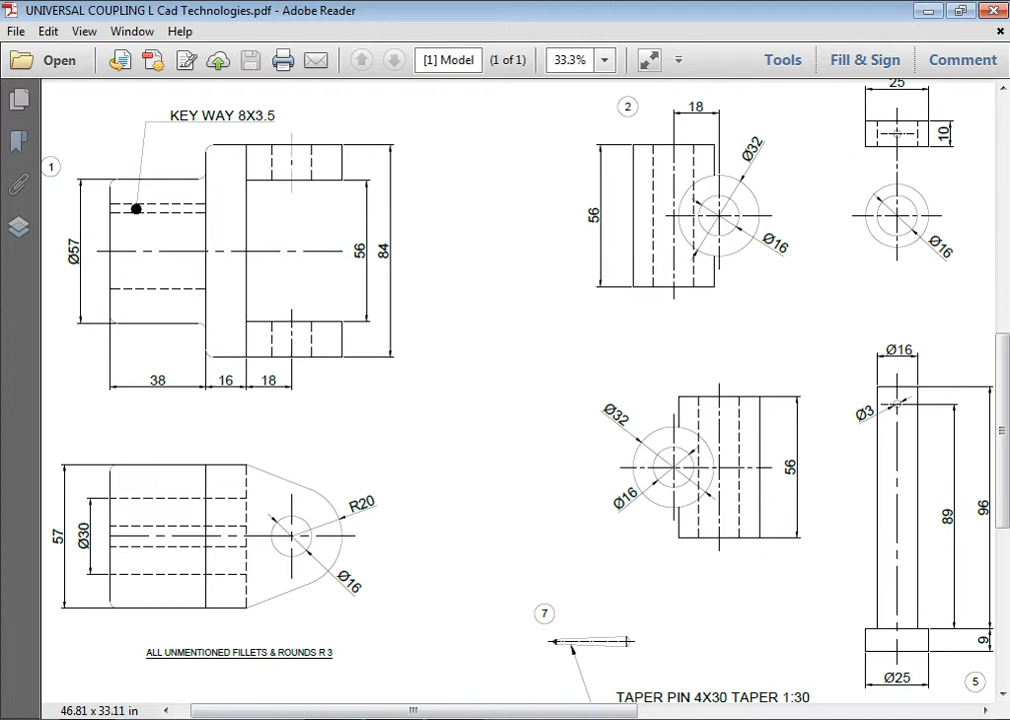 UNIVERSAL COUPLING L Cad Technologies.pdf - Adobe Reader
File Edit View Window Help
Open [1] Model (1 of 1) 33.3% Tools Fill & Sign Comment
KEY WAY 8X3.5
1
Ø57
56
84
38
16
18
2
18
Ø32
56
Ø16
25
10
Ø16
57
Ø30
R20
Ø16
ALL UNMENTIONED FILLETS & ROUNDS R 3
Ø32
Ø16
56
Ø16
Ø3
89
96
9
Ø25
5
7
TAPER PIN 4X30 TAPER 1:30
46.81 x 33.11 in